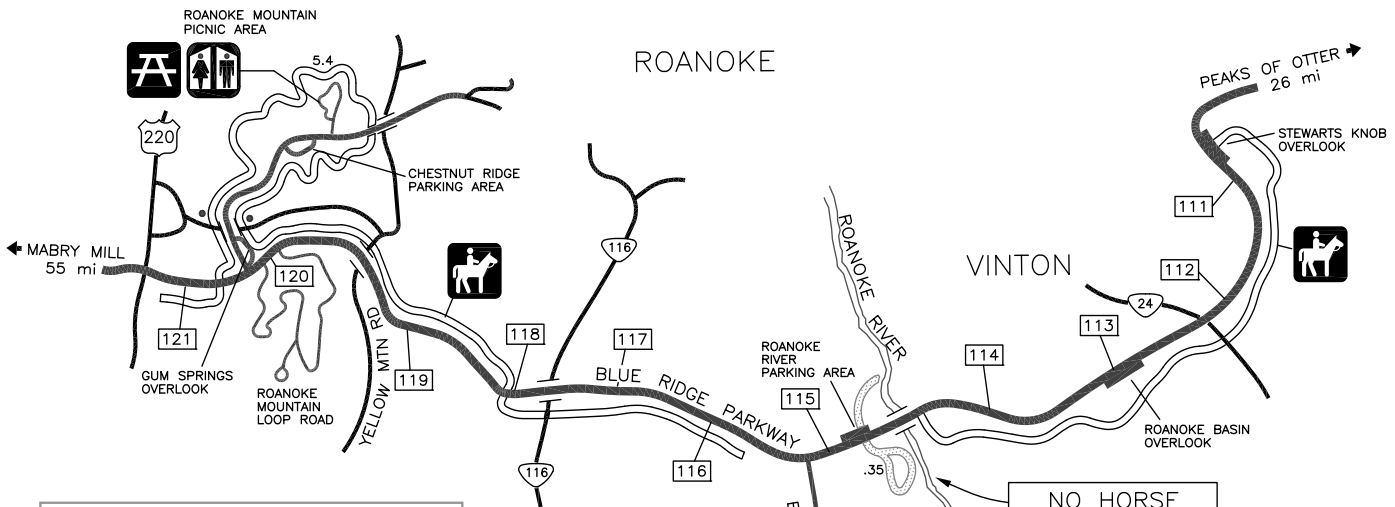 ROANOKE MOUNTAIN
PICNIC AREA
5.4
ROANOKE
PEAKS OF OTTER
26 mi
STEWARTS KNOB
OVERLOOK
220
CHESTNUT RIDGE
PARKING AREA
111
MABRY MILL
55 mi
116
ROANOKE RIVER
VINTON
112
24
120
121
GUM SPRINGS
OVERLOOK
ROANOKE
MOUNTAIN
LOOP ROAD
YELLOW MTN RD
119
118
117
BLUE RIDGE PARKWAY
116
116
ROANOKE
RIVER
PARKING AREA
115
114
113
ROANOKE BASIN
OVERLOOK
.35
NO HORSE